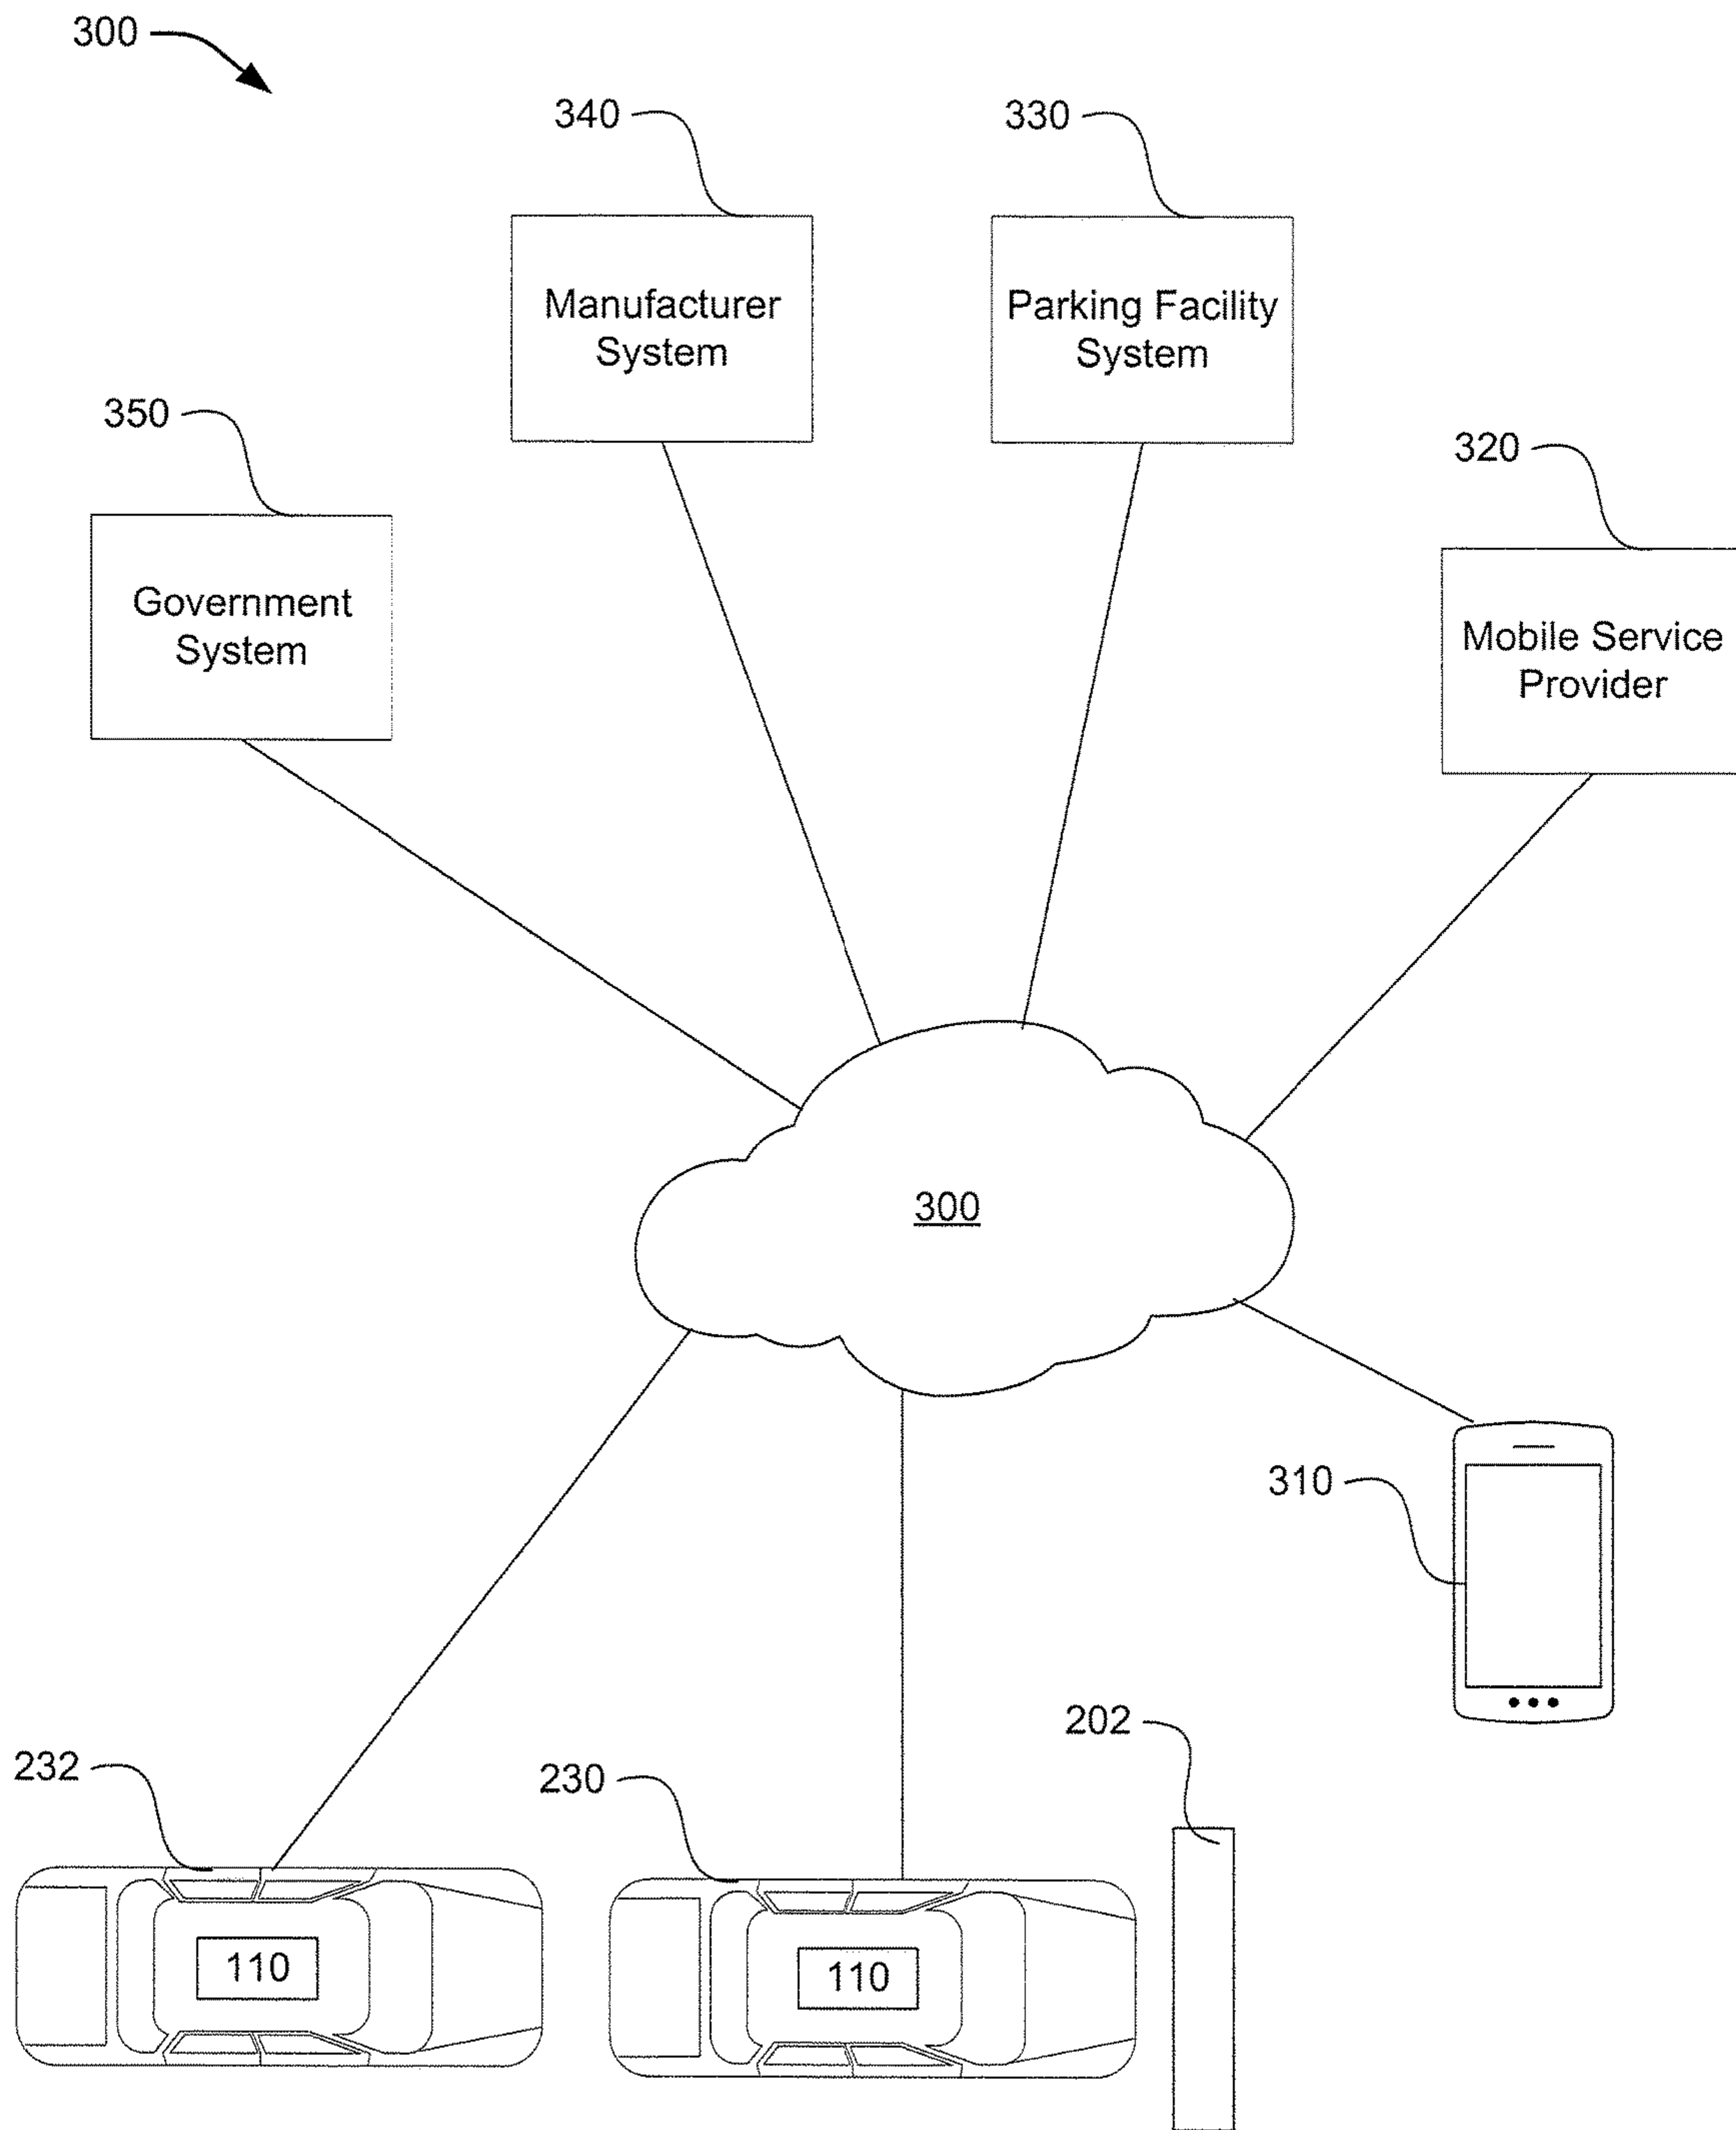 300
340
330
Manufacturer
System
Parking Facility
System
350
320
Government
System
Mobile Service
Provider
300
310
202
232
230
110
110